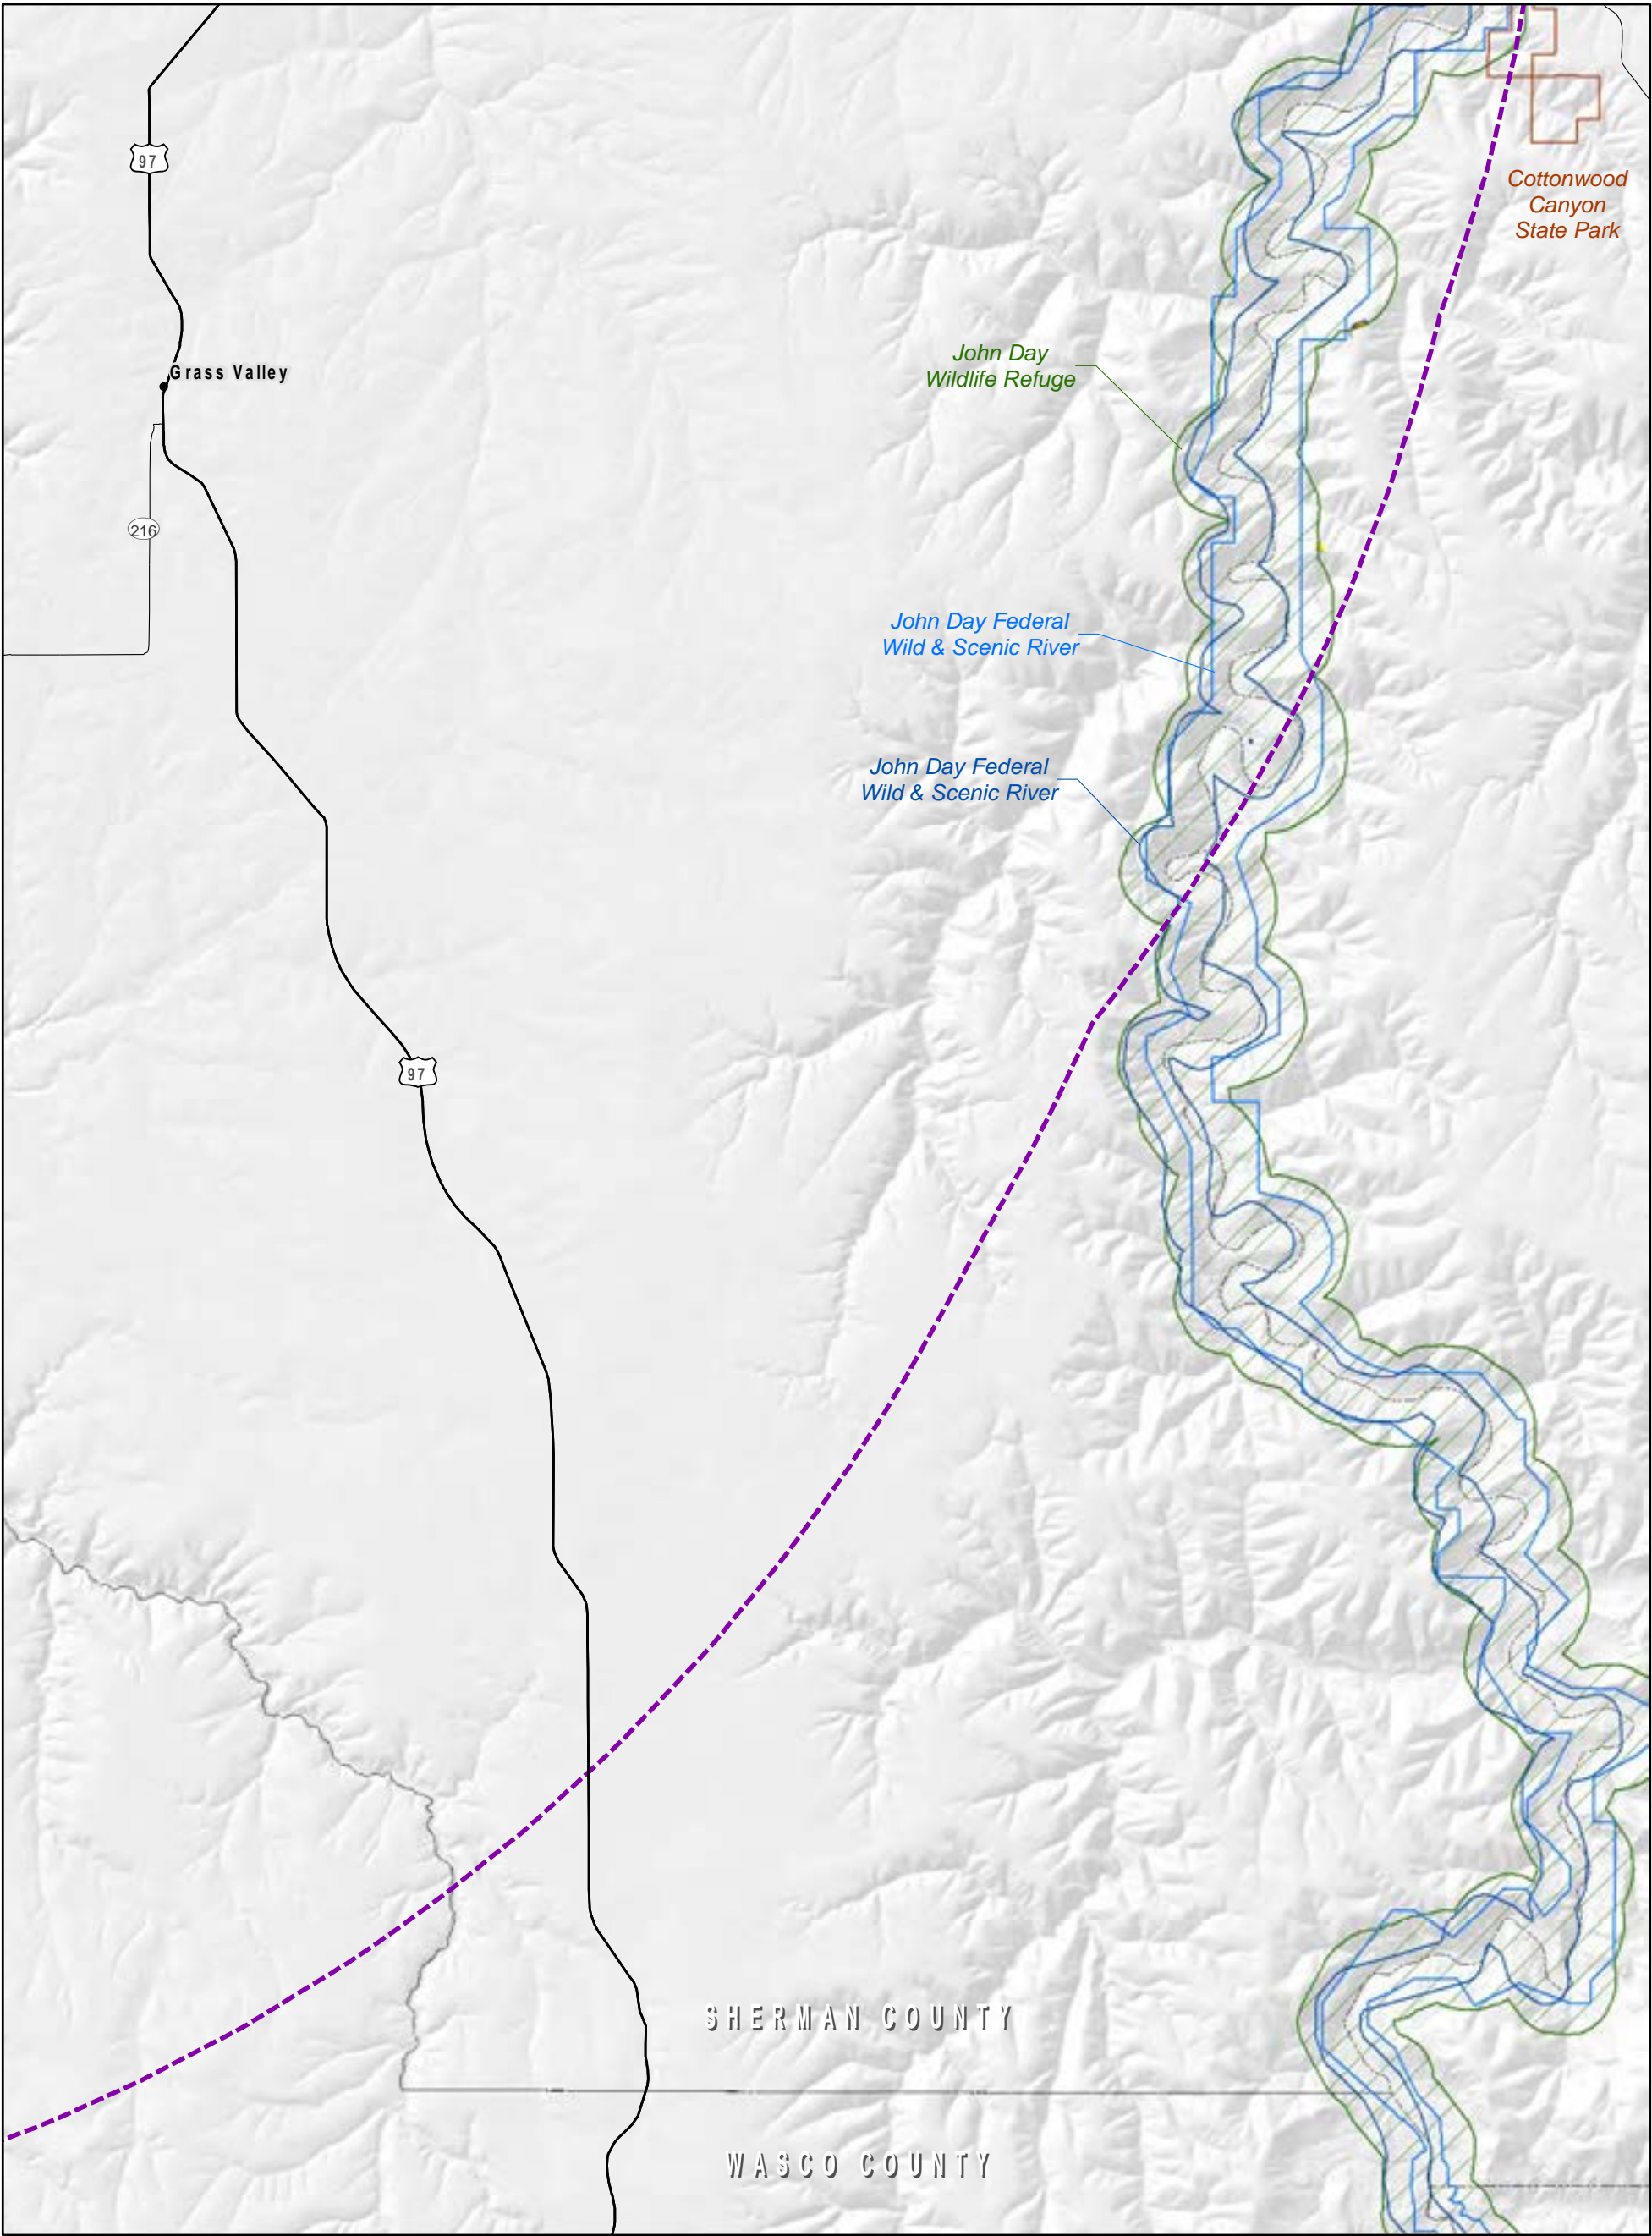 97
Cottonwood
Canyon
State Park
John Day
Wildlife Refuge
Grass Valley
216
John Day Federal
Wild & Scenic River
John Day Federal
Wild & Scenic River
97
SHERMAN COUNTY
WASCO COUNTY